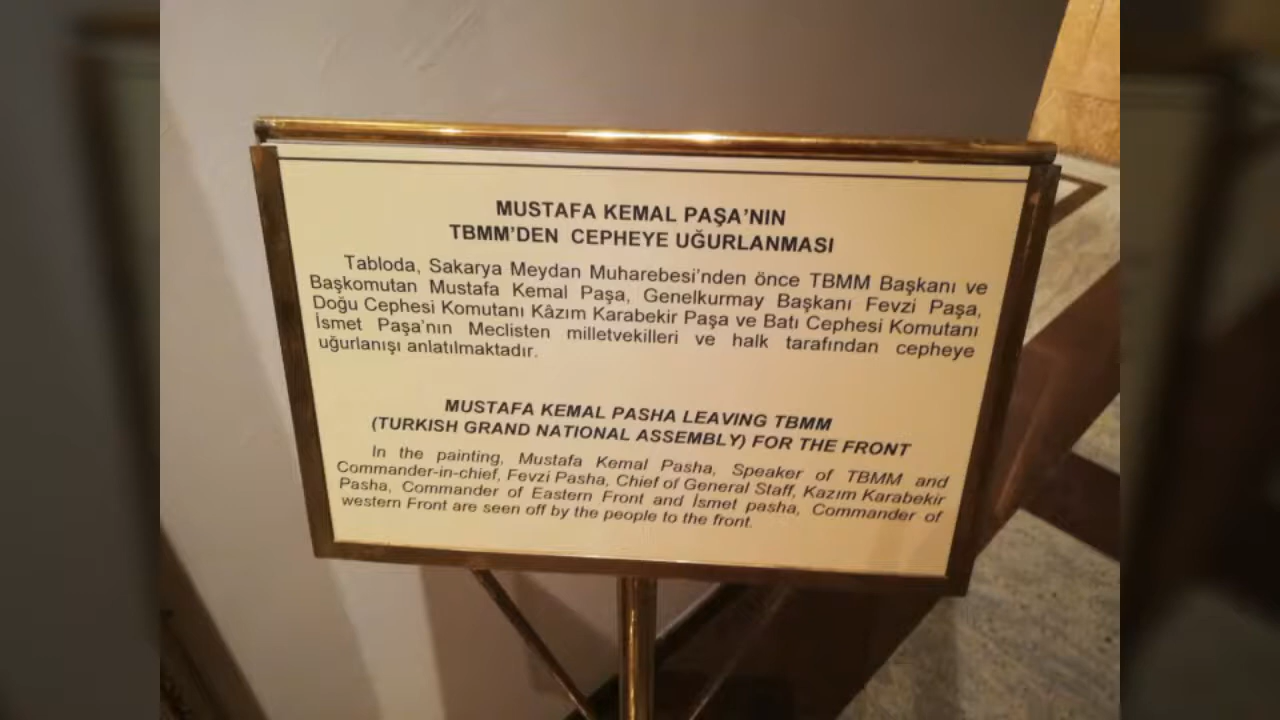 MUSTAFA KEMAL PAŞA'NIN
TBMM'DEN CEPHEYE UĞURLANMASI
Tabloda, Sakarya Meydan Muharebesi'nden önce TBMM Başkanı ve
Başkomutan Mustafa Kemal Paşa, Genelkurmay Başkanı Fevzi Paşa,
Doğu Cephesi Komutanı Kâzım Karabekir Paşa ve Batı Cephesi Komutanı
İsmet Paşa'nın Meclisten milletvekilleri ve halk tarafından cepheye
uğurlanışı anlatılmaktadır.
MUSTAFA KEMAL PASHA LEAVING TBMM
(TURKISH GRAND NATIONAL ASSEMBLY) FOR THE FRONT
In the painting, Mustafa Kemal Pasha, Speaker of TBMM and
Commander-in-chief, Fevzi Pasha, Chief of General Staff, Kazım Karabekir
Pasha, Commander of Eastern Front and İsmet pasha, Commander of
western Front are seen off by the people to the front.